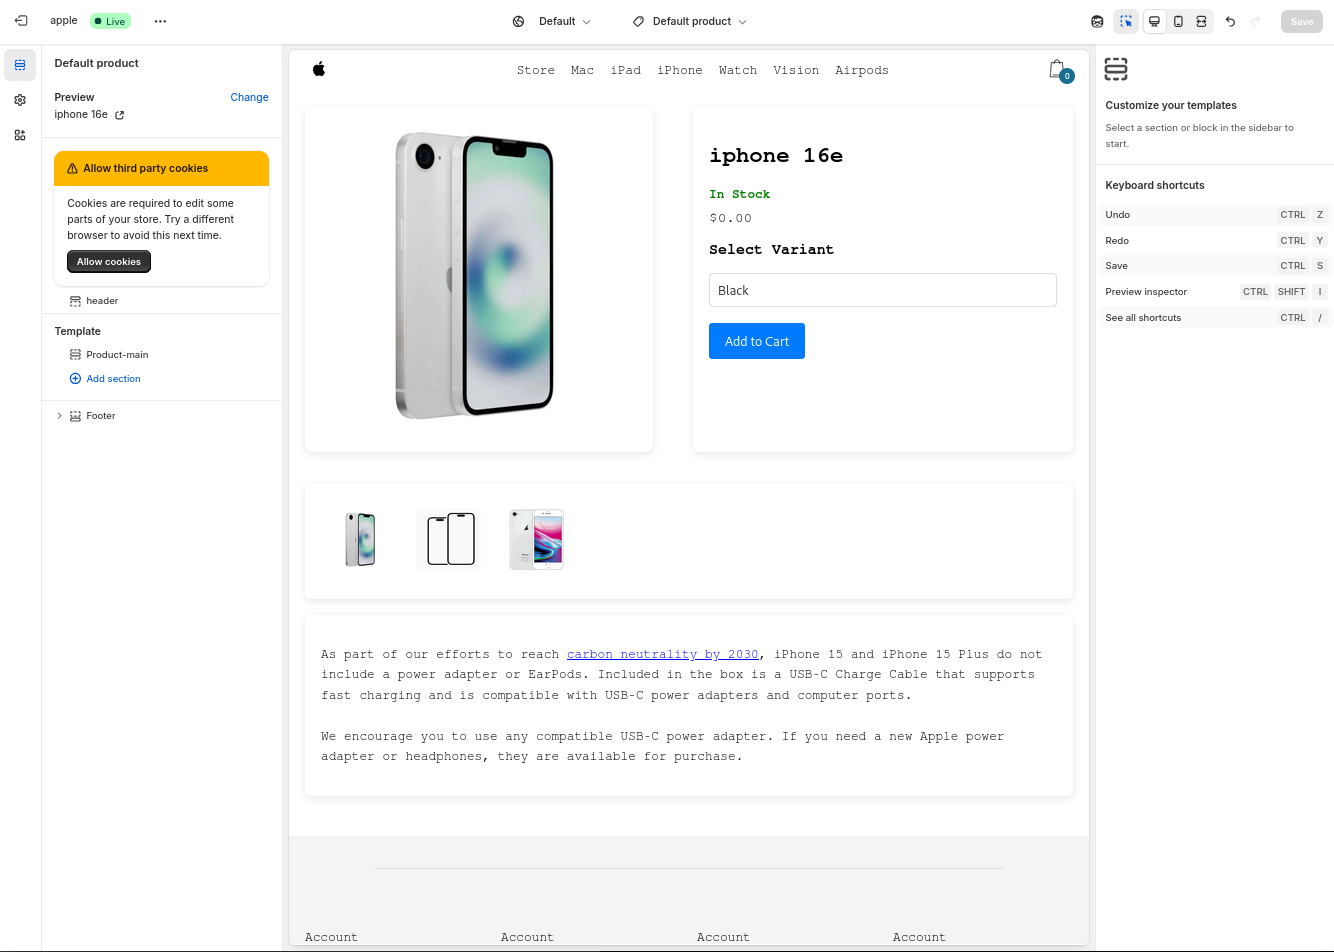 apple
Live
Default
Default product
Save
Default product
Preview
Change
iphone 16e
Allow third party cookies
Cookies are required to edit some
parts of your store. Try a different
browser to avoid this next time.
Allow cookies
header
Template
Product-main
Add section
Footer
Store Mac iPad iPhone Watch Vision Airpods
0
iphone 16e
In Stock
$0.00
Select Variant
Black
Add to Cart
As part of our efforts to reach carbon neutrality by 2030, iPhone 15 and iPhone 15 Plus do not
include a power adapter or EarPods. Included in the box is a USB-C Charge Cable that supports
fast charging and is compatible with USB-C power adapters and computer ports.
We encourage you to use any compatible USB-C power adapter. If you need a new Apple power
adapter or headphones, they are available for purchase.
Account Account Account Account
Customize your templates
Select a section or block in the sidebar to
start.
Keyboard shortcuts
Undo CTRL Z
Redo CTRL Y
Save CTRL S
Preview inspector CTRL SHIFT I
See all shortcuts CTRL /